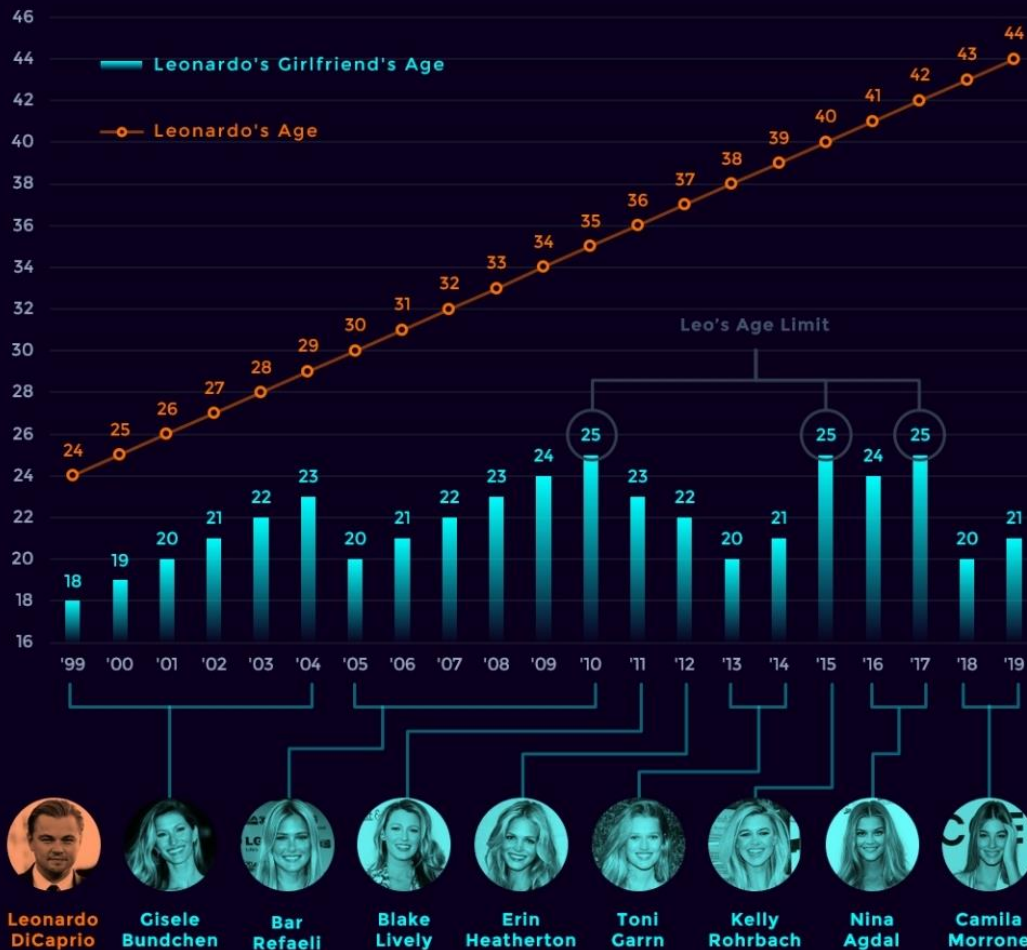 46
44
42
40
38
36
34
32
30
28
26
24
22
20
18
16
Leonardo's Girlfriend's Age
Leonardo's Age
24
25
26
27
28
29
30
31
32
33
34
35
36
37
38
39
40
41
42
43
44
Leo's Age Limit
18
19
20
21
22
23
20
21
22
23
24
25
23
22
20
21
25
24
25
20
21
'99 '00 '01 '02 '03 '04 '05 '06 '07 '08 '09 '10 '11 '12 '13 '14 '15 '16 '17 '18 '19
Leonardo
DiCaprio
Gisele
Bundchen
Bar
Refaeli
Blake
Lively
Erin
Heatherton
Toni
Garrn
Kelly
Rohrbach
Nina
Agdal
Camila
Morrone